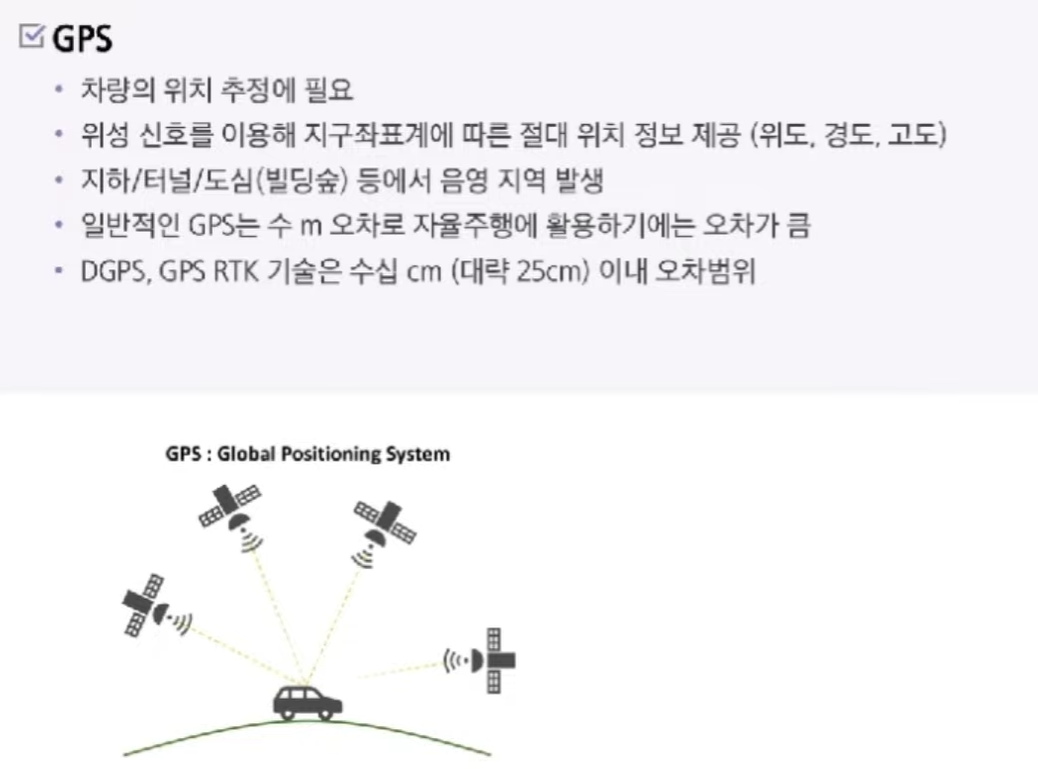 GPS
• 차량의 위치 추정에 필요
• 위성 신호를 이용해 지구좌표계에 따른 절대 위치 정보 제공 (위도, 경도, 고도)
• 지하/터널/도심(빌딩숲) 등에서 음영 지역 발생
• 일반적인 GPS는 수 m 오차로 자율주행에 활용하기에는 오차가 큼
• DGPS, GPS RTK 기술은 수십 cm (대략 25cm) 이내 오차범위
GPS : Global Positioning System